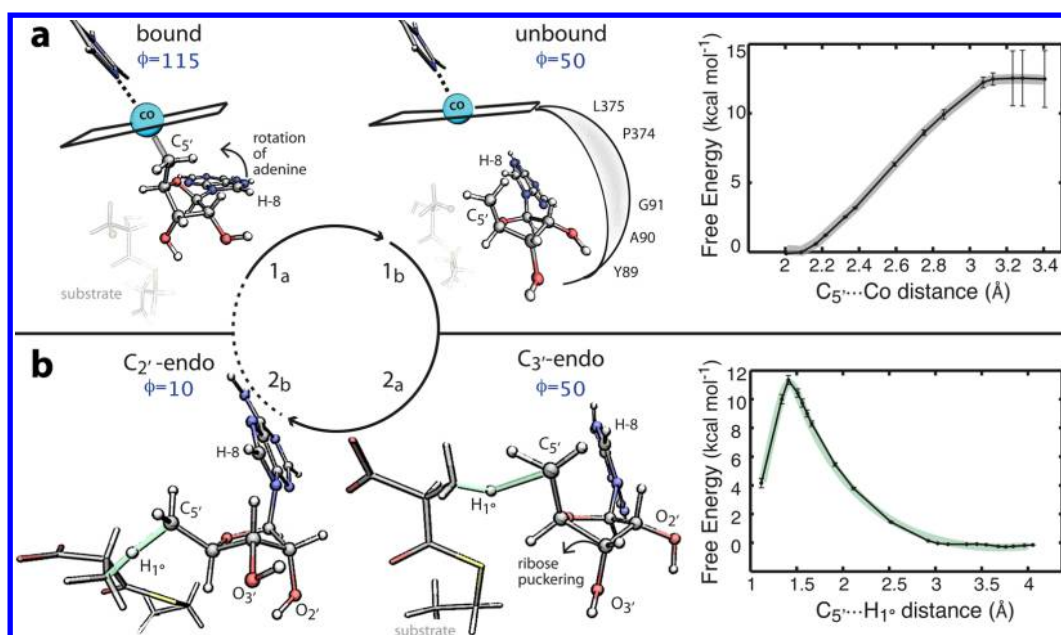 a
bound
ϕ=115
co
C5'
rotation
of
adenine
H-8
substrate
unbound
ϕ=50
co
L375
P374
H-8
C5'
G91
A90
Y89
1a
1b
Free Energy (kcal mol-1)
15
10
5
0
2 2.2 2.4 2.6 2.8 3 3.2 3.4
C5'...Co distance (Å)
b
C2'-endo
ϕ=10
2b
2a
H-8
C5'
H1°
O3'
O2'
C3'-endo
ϕ=50
H-8
C5'
H1°
O2'
ribose
puckering
O3'
substrate
Free Energy (kcal mol-1)
12
10
8
6
4
2
0
1 1.5 2 2.5 3 3.5 4
C5'...H1° distance (Å)